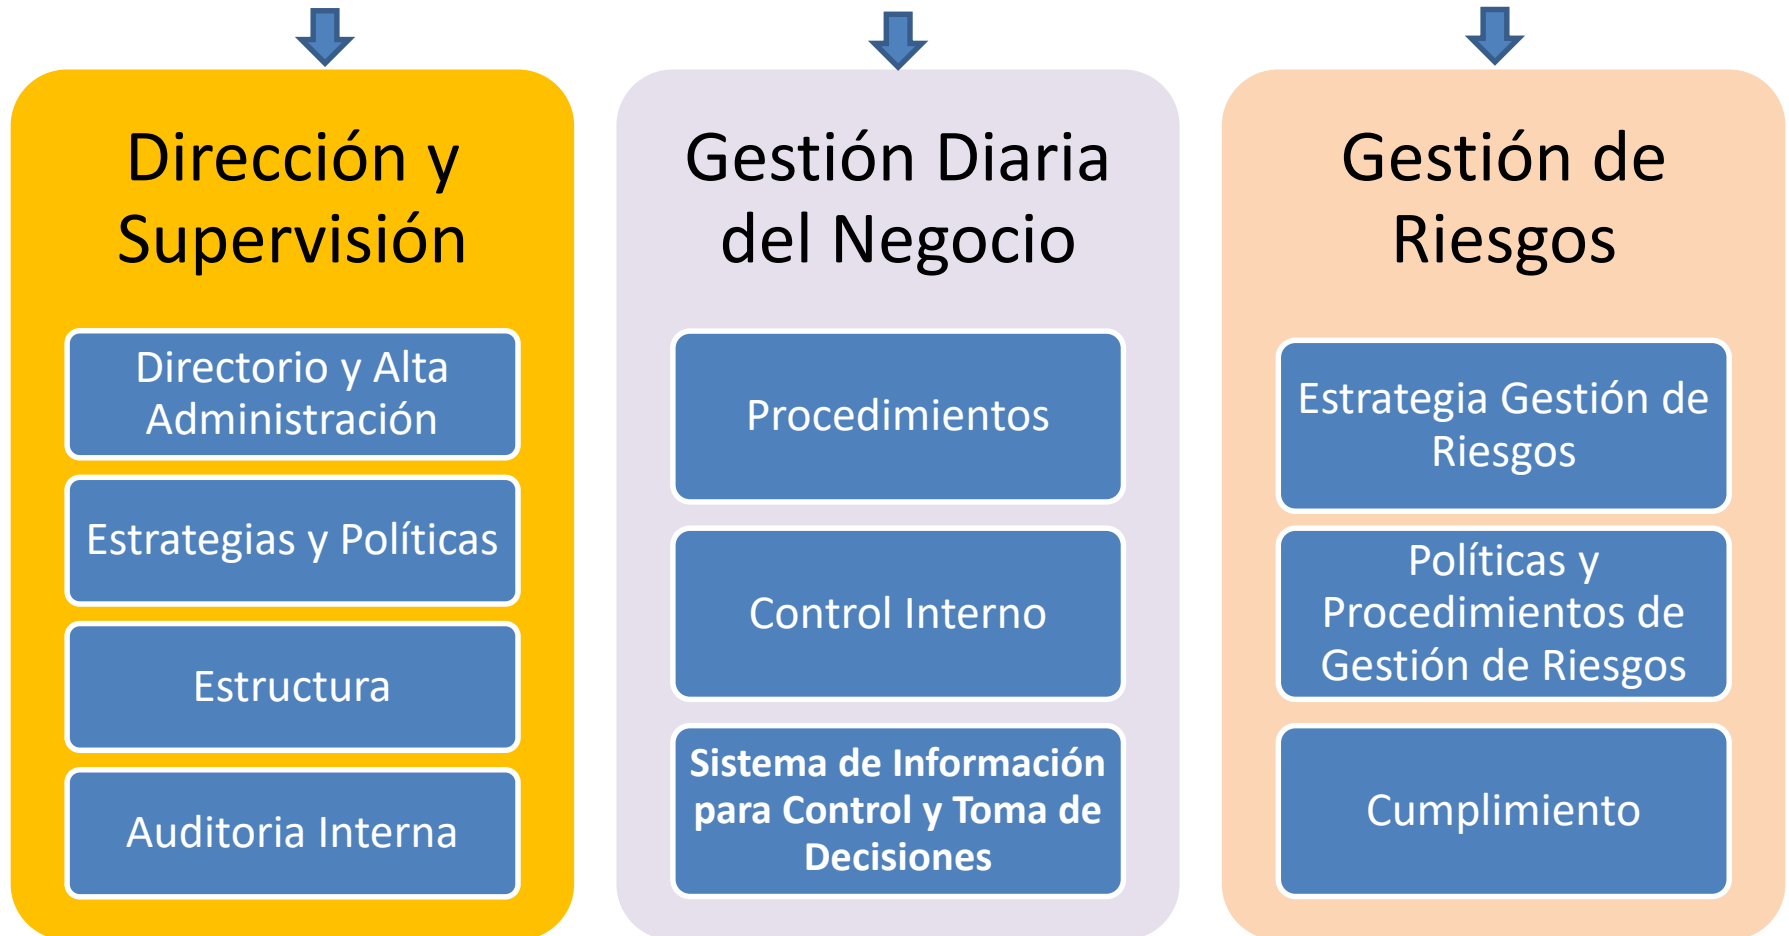 Dirección y
Supervisión
Directorio y Alta
Administración
Estrategias y Políticas
Estructura
Auditoria Interna
Gestión Diaria
del Negocio
Procedimientos
Control Interno
Sistema de Información
para Control y Toma de
Decisiones
Gestión de
Riesgos
Estrategia Gestión de
Riesgos
Políticas y
Procedimientos de
Gestión de Riesgos
Cumplimiento